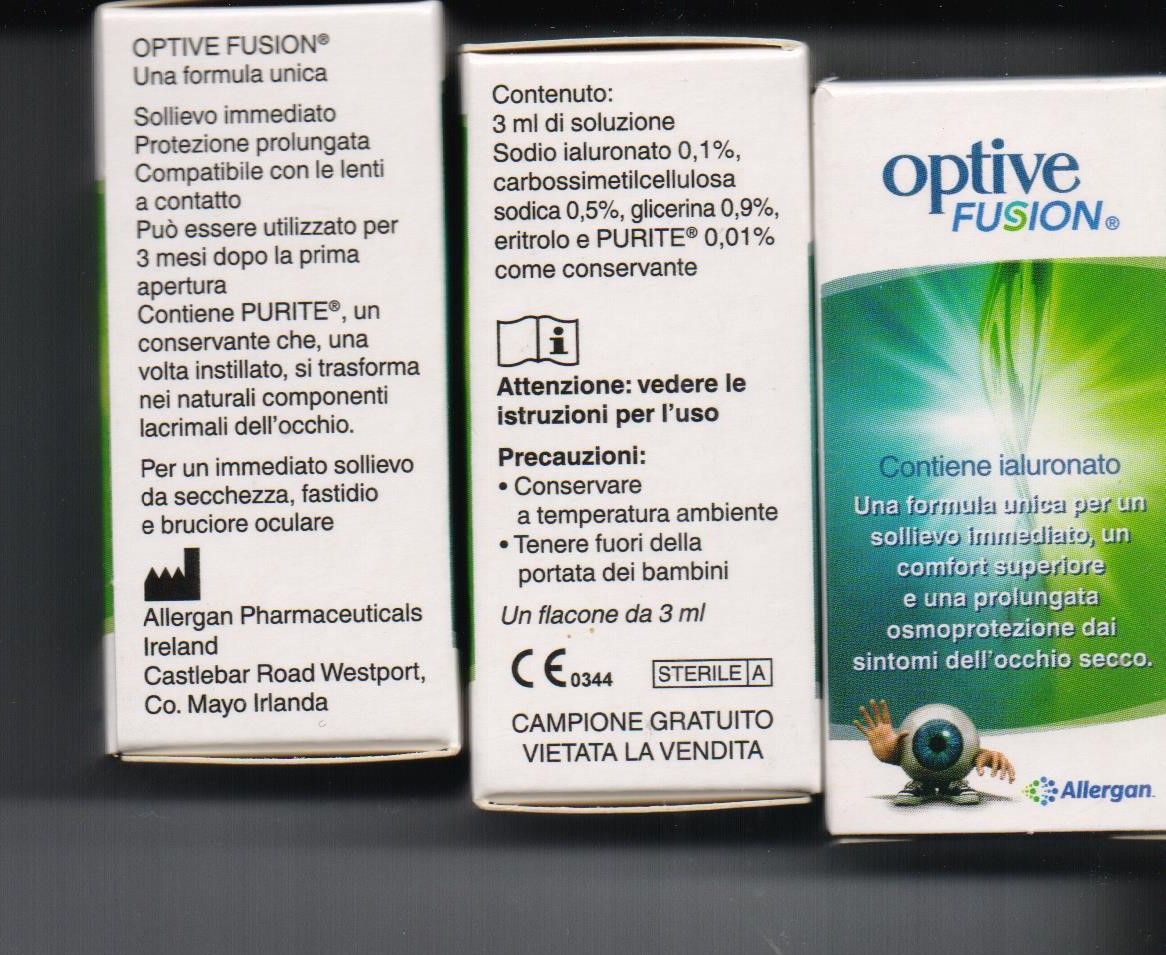 OPTIVE FUSION®
Una formula unica
Sollievo immediato
Protezione prolungata
Compatibile con le lenti
a contatto
Può essere utilizzato per
3 mesi dopo la prima
apertura
Contiene PURITE®, un
conservante che, una
volta instillato, si trasforma
nei naturali componenti
lacrimali dell'occhio.
Per un immediato sollievo
da secchezza, fastidio
e bruciore oculare
Allergan Pharmaceuticals
Ireland
Castlebar Road Westport,
Co. Mayo Irlanda
Contenuto:
3 ml di soluzione
Sodio ialuronato 0,1%,
carbossimetilcellulosa
sodica 0,5%, glicerina 0,9%,
eritrolo e PURITE® 0,01%
come conservante
i
Attenzione: vedere le
istruzioni per l'uso
Precauzioni:
• Conservare
a temperatura ambiente
• Tenere fuori della
portata dei bambini
Un flacone da 3 ml
CE 0344 STERILE A
CAMPIONE GRATUITO
VIETATA LA VENDITA
optive
FUSION®
Contiene ialuronato
Una formula unica per un
sollievo immediato, un
comfort superiore
e una prolungata
osmoprotezione dai
sintomi dell'occhio secco.
Allergan